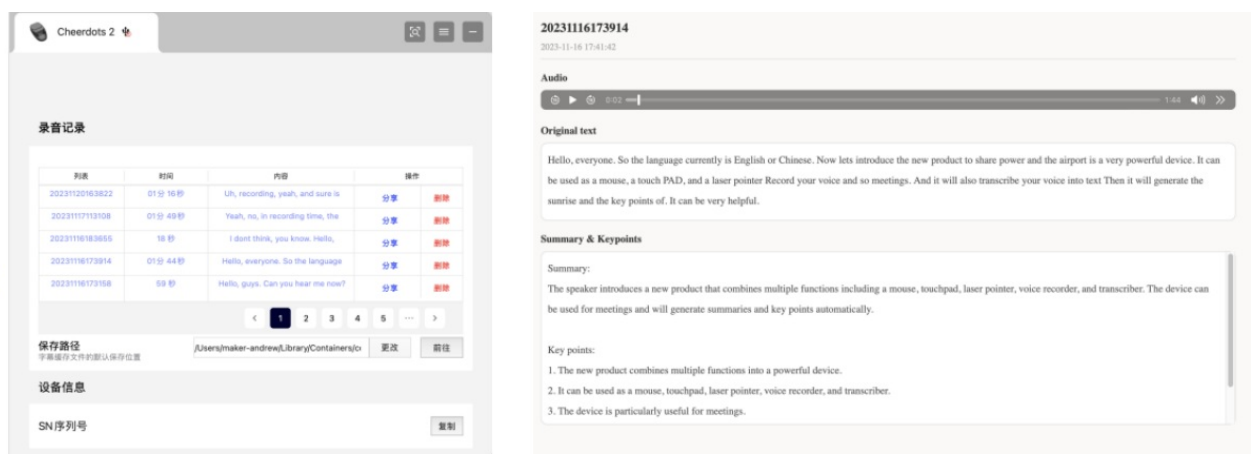 Cheerdots 2
录音记录
列表 时间 内容 操作
20231120163822 01分 16秒 Uh, recording, yeah, and sure is 分享 删除
20231117113108 01分 49秒 Yeah, no, in recording time, the 分享 删除
20231116183655 18 秒 I dont think, you know. Hello, 分享 删除
20231116173914 01分 44秒 Hello, everyone. So the language 分享 删除
20231116173158 59 秒 Hello, guys. Can you hear me now? 分享 删除
< 1 2 3 4 5 ··· >
保存路径 /Users/maker-andrew/Library/Containers/co 更改 前往
字幕缓存文件的默认保存位置
设备信息
SN序列号 复制
20231116173914
2023-11-16 17:41:42
Audio
0:02 1:44
Original text
Hello, everyone. So the language currently is English or Chinese. Now lets introduce the new product to share power and the airport is a very powerful device. It can
be used as a mouse, a touch PAD, and a laser pointer Record your voice and so meetings. And it will also transcribe your voice into text Then it will generate the
sunrise and the key points of. It can be very helpful.
Summary & Keypoints
Summary:
The speaker introduces a new product that combines multiple functions including a mouse, touchpad, laser pointer, voice recorder, and transcriber. The device can
be used for meetings and will generate summaries and key points automatically.
Key points:
1. The new product combines multiple functions into a powerful device.
2. It can be used as a mouse, touchpad, laser pointer, voice recorder, and transcriber.
3. The device is particularly useful for meetings.